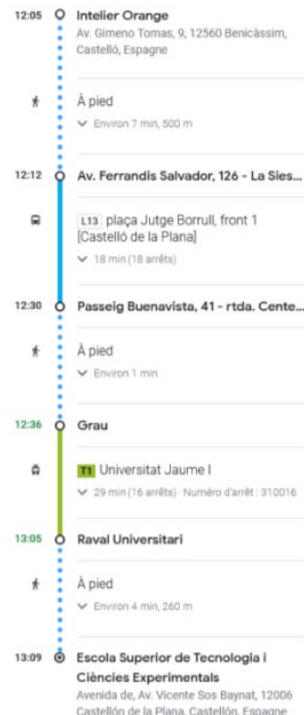 12:05 Intelier Orange
Av. Gimeno Tomas, 9, 12560 Benicàssim,
Castelló, Espagne
À pied
Environ 7 min, 500 m
12:12 Av. Ferrandis Salvador, 126 - La Sies...
L13 plaça Jutge Borrull, front 1
[Castelló de la Plana]
18 min (18 arrêts)
12:30 Passeig Buenavista, 41 - rtda. Cente...
À pied
Environ 1 min
12:36 Grau
T1 Universitat Jaume I
29 min (16 arrêts) · Numéro d'arrêt : 310016
13:05 Raval Universitari
À pied
Environ 4 min, 260 m
13:09 Escola Superior de Tecnologia i
Ciències Experimentals
Avenida de, Av. Vicente Sos Baynat, 12006
Castellón de la Plana, Castellón, Espagne